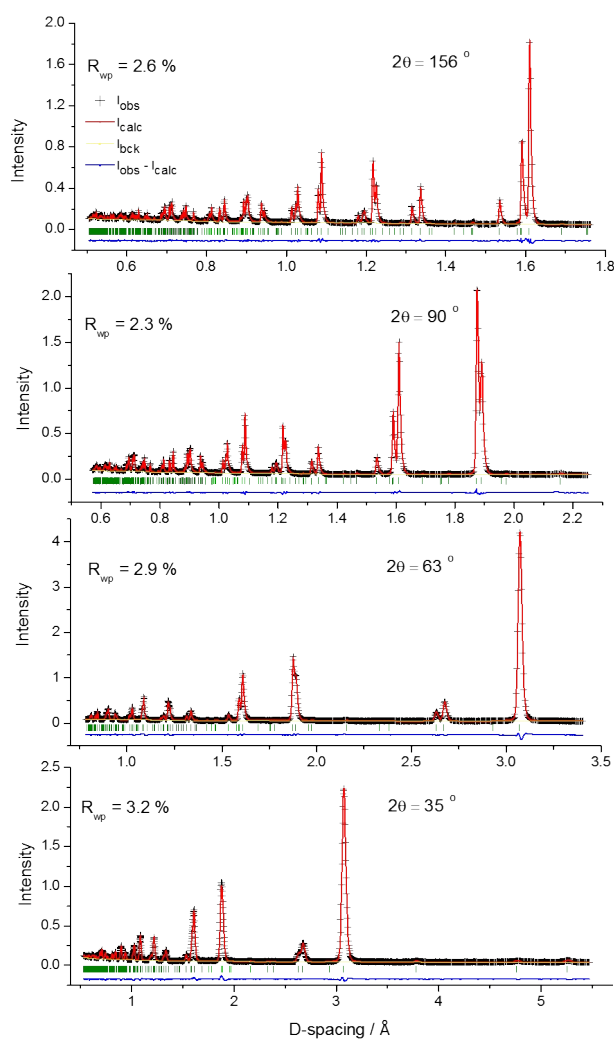 2.0
R_wp = 2.6 %
2θ = 156 °
I_obs
I_calc
I_bck
I_obs - I_calc
Intensity
1.6
1.2
0.8
0.4
0.0
0.6 0.8 1.0 1.2 1.4 1.6 1.8
R_wp = 2.3 %
2θ = 90 °
Intensity
2.0
1.5
1.0
0.5
0.0
0.6 0.8 1.0 1.2 1.4 1.6 1.8 2.0 2.2
R_wp = 2.9 %
2θ = 63 °
Intensity
4
3
2
1
0
1.0 1.5 2.0 2.5 3.0 3.5
R_wp = 3.2 %
2θ = 35 °
Intensity
2.5
2.0
1.5
1.0
0.5
0.0
1 2 3 4 5
D-spacing / Å